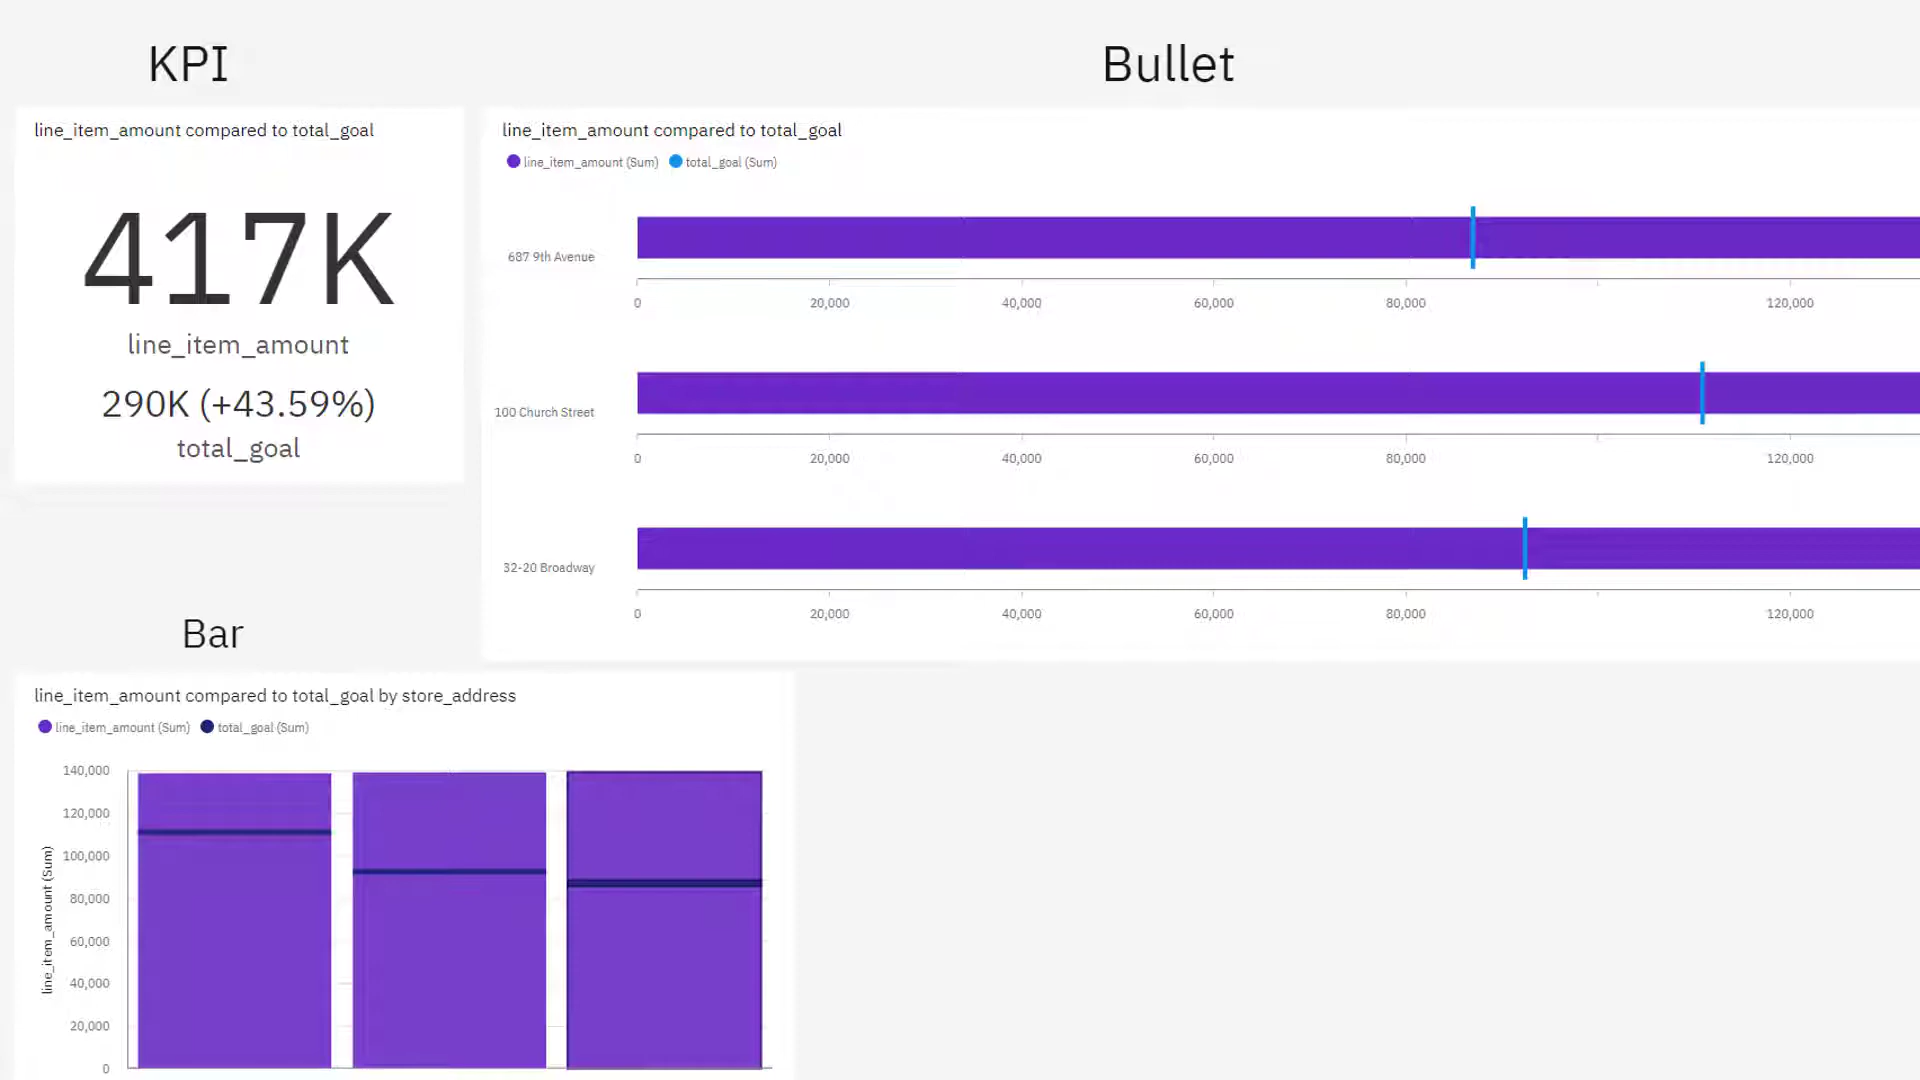 KPI
Bullet
line_item_amount compared to total_goal
417K
line_item_amount
290K (+43.59%)
total_goal
line_item_amount compared to total_goal
line_item_amount (Sum) total_goal (Sum)
687 9th Avenue
0 20,000 40,000 60,000 80,000 120,000
100 Church Street
0 20,000 40,000 60,000 80,000 120,000
32-20 Broadway
0 20,000 40,000 60,000 80,000 120,000
Bar
line_item_amount compared to total_goal by store_address
line_item_amount (Sum) total_goal (Sum)
line_item_amount (Sum)
140,000
120,000
100,000
80,000
60,000
40,000
20,000
0